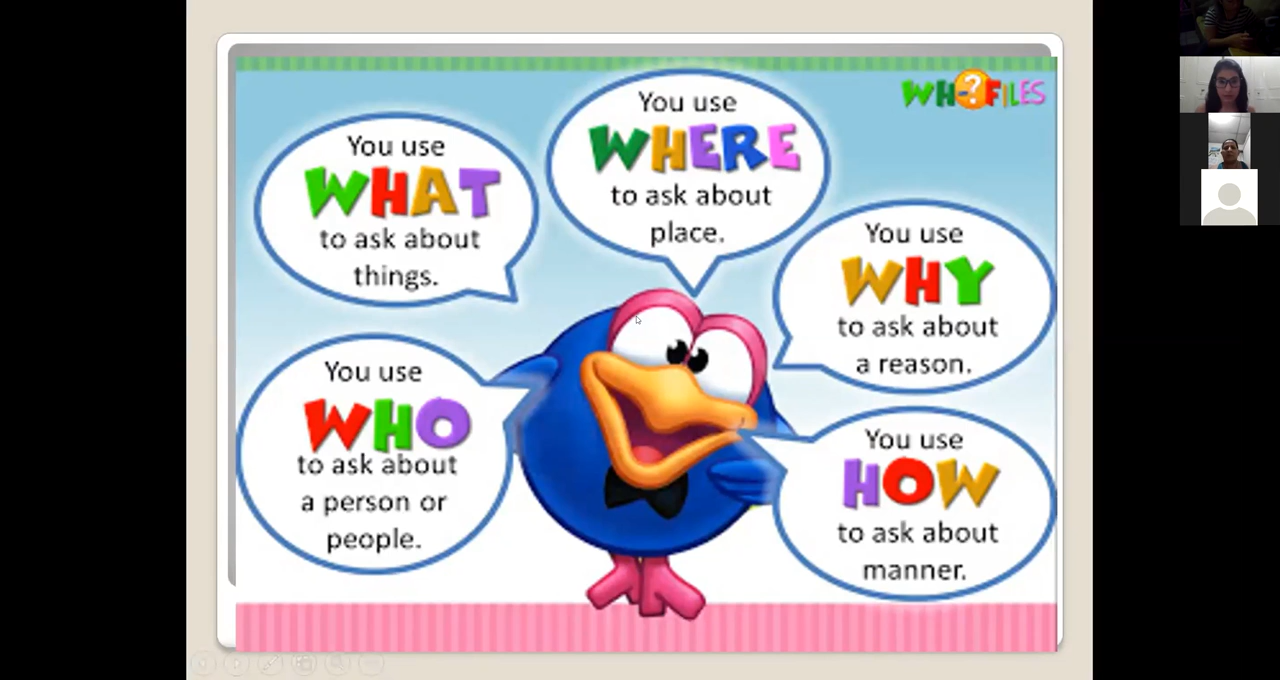 WH?FILES
You use
WHAT
to ask about
things.
You use
WHERE
to ask about
place.
You use
WHY
to ask about
a reason.
You use
WHO
to ask about
a person or
people.
You use
HOW
to ask about
manner.